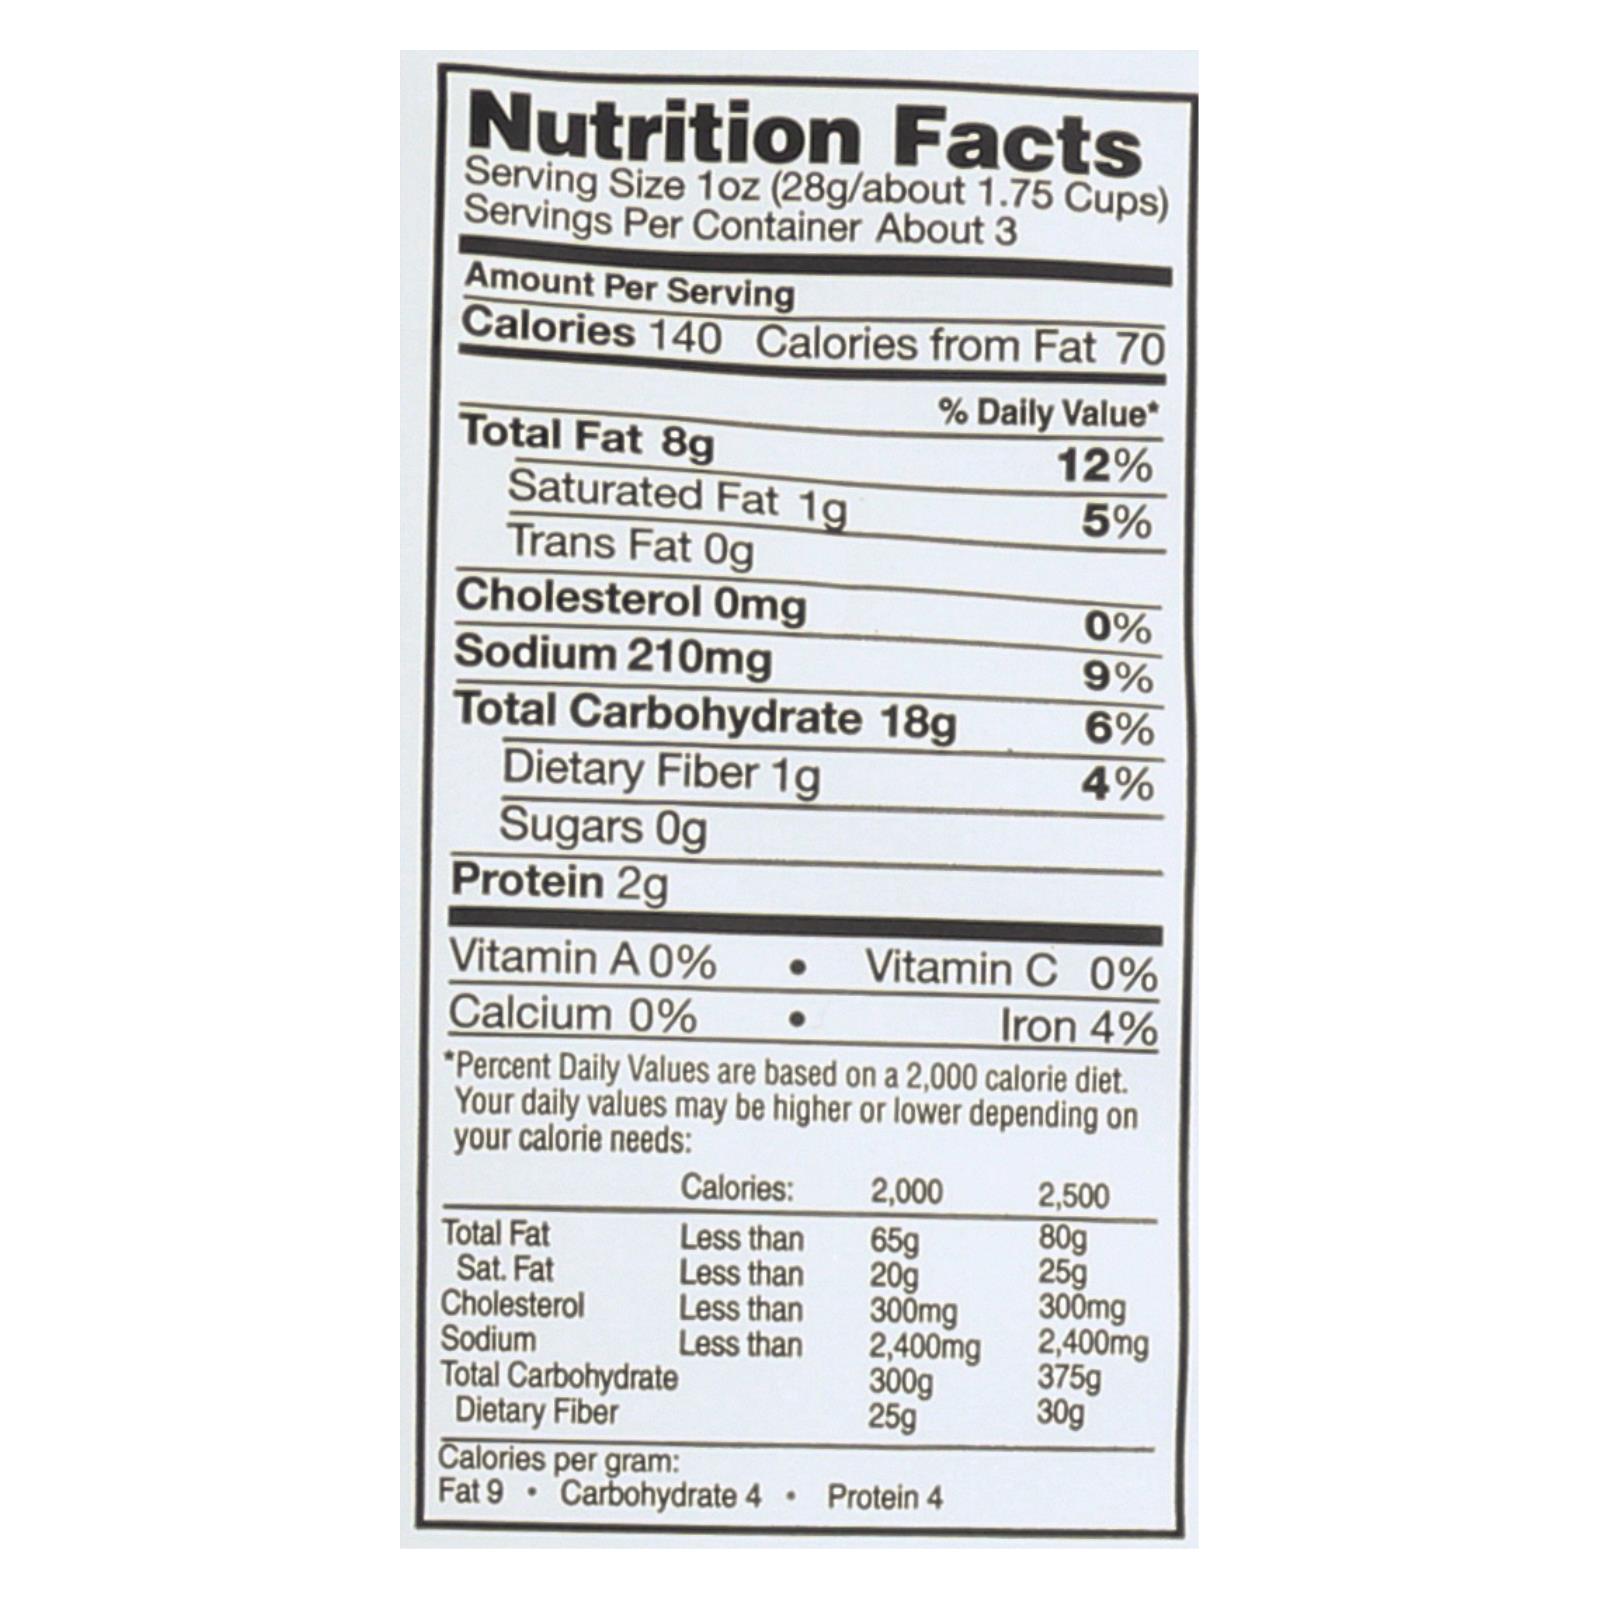 Nutrition Facts
Serving Size 1oz (28g/about 1.75 Cups)
Servings Per Container About 3
Amount Per Serving
Calories 140 Calories from Fat 70
% Daily Value*
Total Fat 8g 12%
Saturated Fat 1g 5%
Trans Fat 0g
Cholesterol 0mg 0%
Sodium 210mg 9%
Total Carbohydrate 18g 6%
Dietary Fiber 1g 4%
Sugars 0g
Protein 2g
Vitamin A 0% • Vitamin C 0%
Calcium 0% • Iron 4%
*Percent Daily Values are based on a 2,000 calorie diet.
Your daily values may be higher or lower depending on
your calorie needs:
Calories: 2,000 2,500
Total Fat Less than 65g 80g
Sat. Fat Less than 20g 25g
Cholesterol Less than 300mg 300mg
Sodium Less than 2,400mg 2,400mg
Total Carbohydrate 300g 375g
Dietary Fiber 25g 30g
Calories per gram:
Fat 9 • Carbohydrate 4 • Protein 4